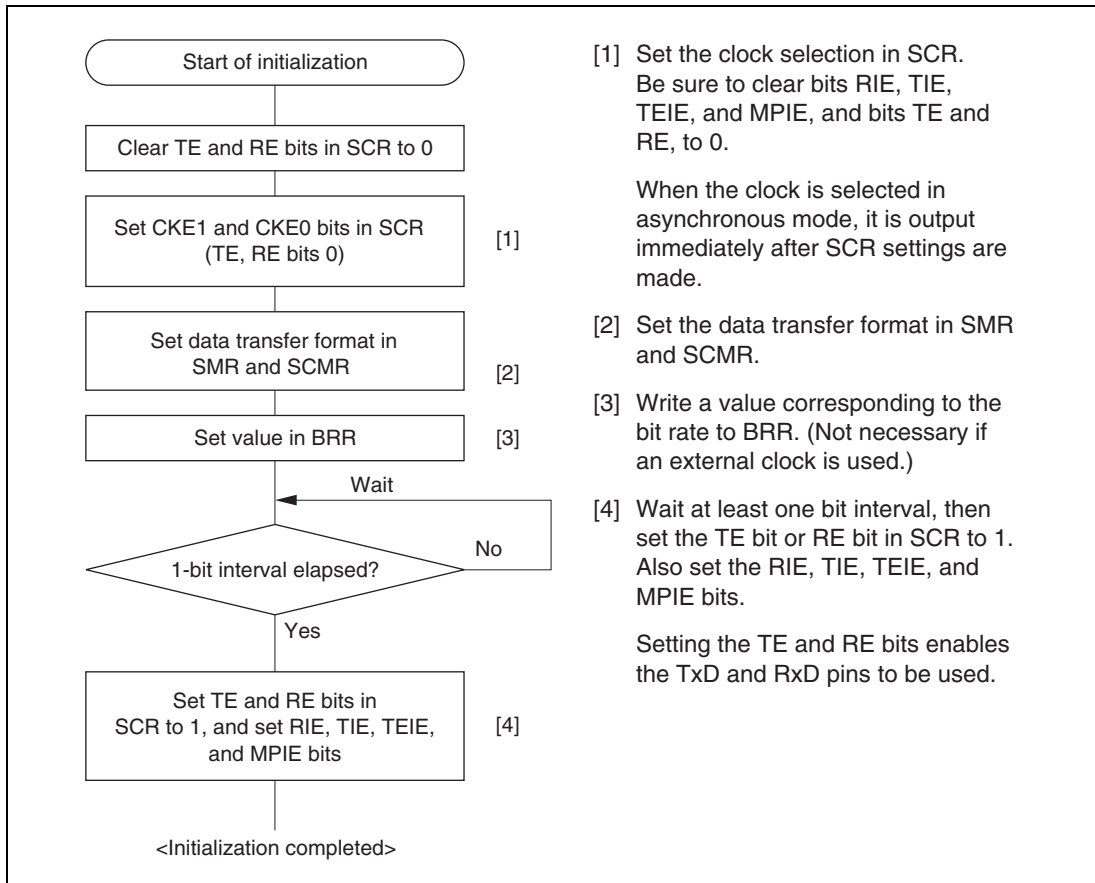 Start of initialization
Clear TE and RE bits in SCR to 0
Set CKE1 and CKE0 bits in SCR
(TE, RE bits 0)
[1]
Set data transfer format in
SMR and SCMR
[2]
Set value in BRR
[3]
Wait
No
1-bit interval elapsed?
Yes
Set TE and RE bits in
SCR to 1, and set RIE, TIE, TEIE,
and MPIE bits
[4]
<Initialization completed>
[1] Set the clock selection in SCR.
Be sure to clear bits RIE, TIE,
TEIE, and MPIE, and bits TE and
RE, to 0.
When the clock is selected in
asynchronous mode, it is output
immediately after SCR settings are
made.
[2] Set the data transfer format in SMR
and SCMR.
[3] Write a value corresponding to the
bit rate to BRR. (Not necessary if
an external clock is used.)
[4] Wait at least one bit interval, then
set the TE bit or RE bit in SCR to 1.
Also set the RIE, TIE, TEIE, and
MPIE bits.
Setting the TE and RE bits enables
the TxD and RxD pins to be used.